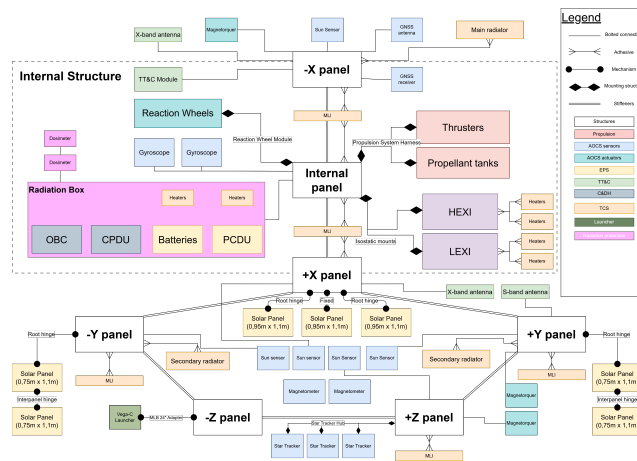 Legend
Bolted connect
Adhesive
Mechanism
Mounting struct
Stiffeners
Structures
Propulsion
AOCS sensors
AOCS actuators
EPS
TT&C
C&DH
TCS
Launcher
X-band antenna
Magnetorquer
Sun Sensor
GNSS
antenna
Main radiator
-X panel
Internal Structure
TT&C Module
GNSS
receiver
MLI
Reaction Wheels
Thrusters
Reaction Wheel Module
Propulsion System Harness
Dosimeter
Dosimeter
Gyroscope
Gyroscope
Propellant tanks
Internal
panel
Radiation Box
Heaters
Heaters
HEXI
Heaters
Heaters
OBC
CPDU
Batteries
PCDU
MLI
Isostatic mounts
LEXI
Heaters
Heaters
+X panel
Root hinge
Fixed
Root hinge
X-band antenna
S-band antenna
Solar Panel
(0,95m x 1,1m)
Solar Panel
(0,95m x 1,1m)
Solar Panel
(0,95m x 1,1m)
Root hinge
-Y panel
+Y panel
Root hinge
Secondary radiator
Sun sensor
Sun sensor
Sun Sensor
Sun Sensor
Secondary radiator
Solar Panel
(0,75m x 1,1m)
MLI
MLI
Solar Panel
(0,75m x 1,1m)
Interpanel hinge
Interpanel hinge
Solar Panel
(0,75m x 1,1m)
Magnetometer
Magnetometer
Magnetorquer
Solar Panel
(0,75m x 1,1m)
Vega-C
Launcher
MLB 24" Adapter
-Z panel
+Z panel
Magnetorquer
Star Tracker Hub
Star Tracker
Star Tracker
Star Tracker
MLI